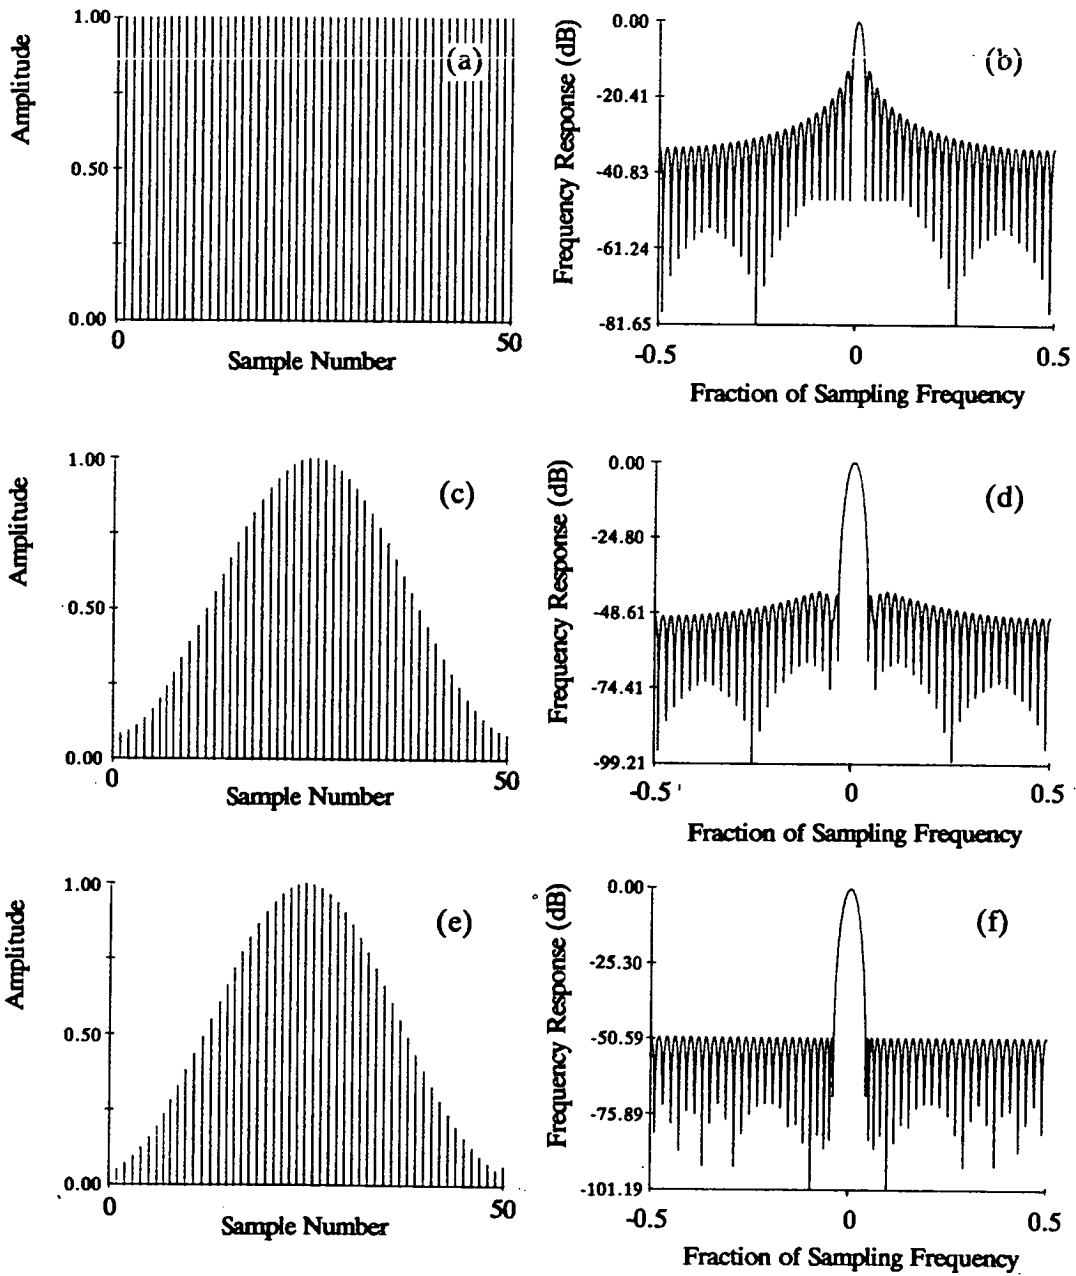 1.00
0.50
0.00
Amplitude
(a)
0
50
Sample Number
0.00
-20.41
-40.83
-61.24
-81.65
Frequency Response (dB)
(b)
-0.5
0
0.5
Fraction of Sampling Frequency
1.00
0.50
0.00
Amplitude
(c)
0
50
Sample Number
0.00
-24.80
-48.61
-74.41
-99.21
Frequency Response (dB)
(d)
-0.5
0
0.5
Fraction of Sampling Frequency
1.00
0.50
0.00
Amplitude
(e)
0
50
Sample Number
0.00
-25.30
-50.59
-75.89
-101.19
Frequency Response (dB)
(f)
-0.5
0
0.5
Fraction of Sampling Frequency